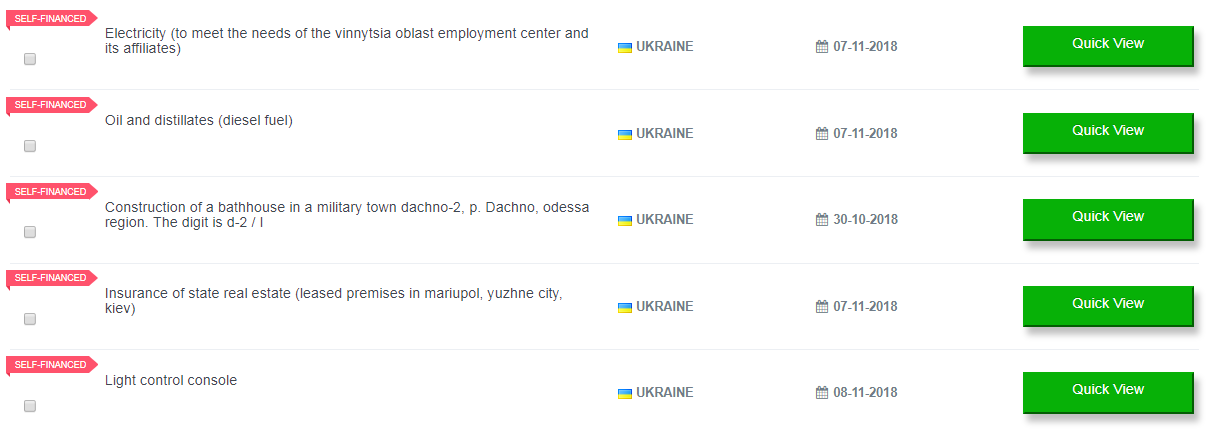 SELF-FINANCED
Electricity (to meet the needs of the vinnytsia oblast employment center and
its affiliates)
UKRAINE
07-11-2018
Quick View
SELF-FINANCED
Oil and distillates (diesel fuel)
UKRAINE
07-11-2018
Quick View
SELF-FINANCED
Construction of a bathhouse in a military town dachno-2, p. Dachno, odessa
region. The digit is d-2 / I
UKRAINE
30-10-2018
Quick View
SELF-FINANCED
Insurance of state real estate (leased premises in mariupol, yuzhne city,
kiev)
UKRAINE
07-11-2018
Quick View
SELF-FINANCED
Light control console
UKRAINE
08-11-2018
Quick View